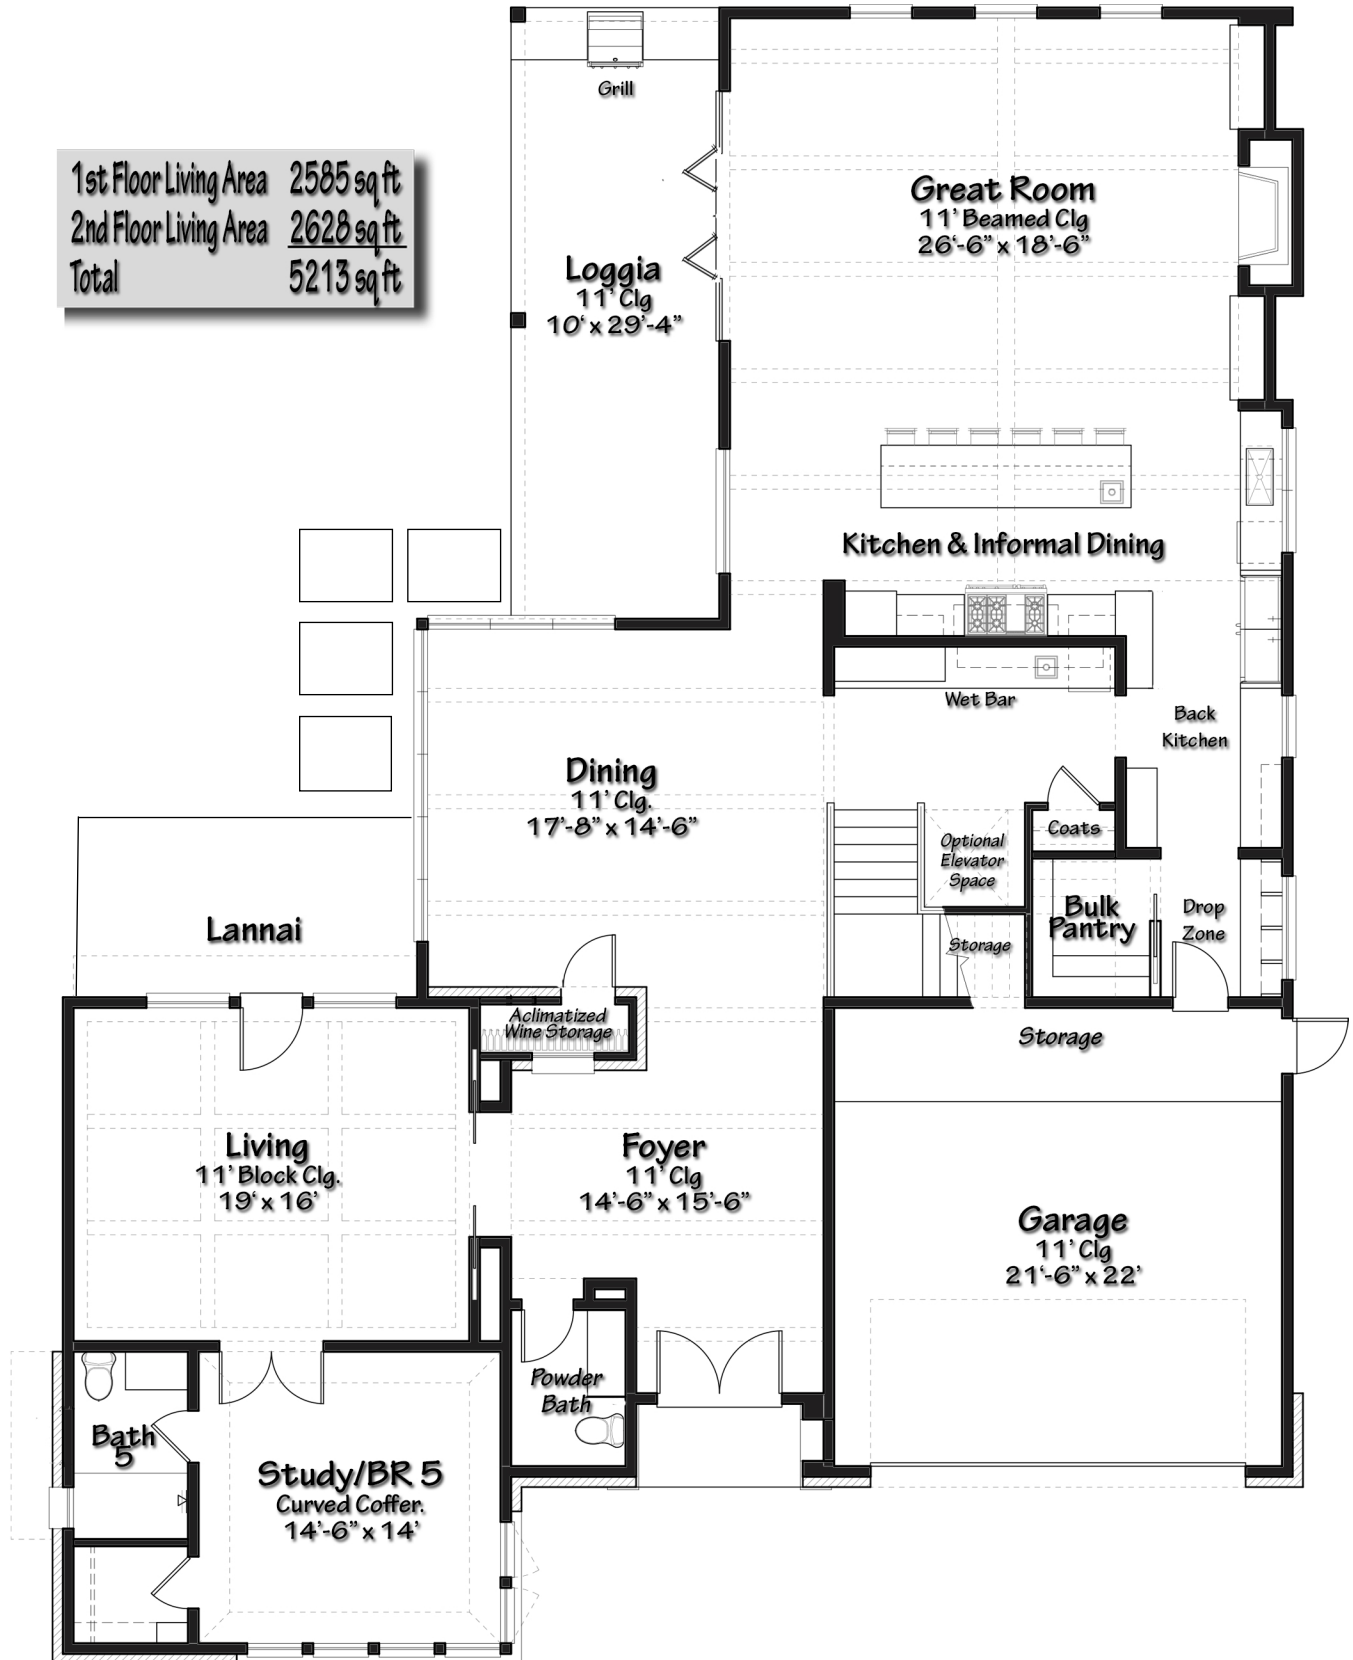 Grill
1st Floor Living Area 2585 sq ft
2nd Floor Living Area 2628 sq ft
Total 5213 sq ft
Great Room
11' Beamed Clg
26'-6" x 18'-6"
Loggia
11' Clg
10' x 29'-4"
Kitchen & Informal Dining
Wet Bar
Back
Kitchen
Dining
11' Clg.
17'-8" x 14'-6"
Coats
Optional
Elevator
Space
Bulk
Pantry
Drop
Zone
Lannai
Storage
Aclimatized
Wine Storage
Storage
Living
11' Block Clg.
19' x 16'
Foyer
11' Clg
14'-6" x 15'-6"
Garage
11' Clg
21'-6" x 22'
Powder
Bath
Bath
5
Study/BR 5
Curved Coffer.
14'-6" x 14'